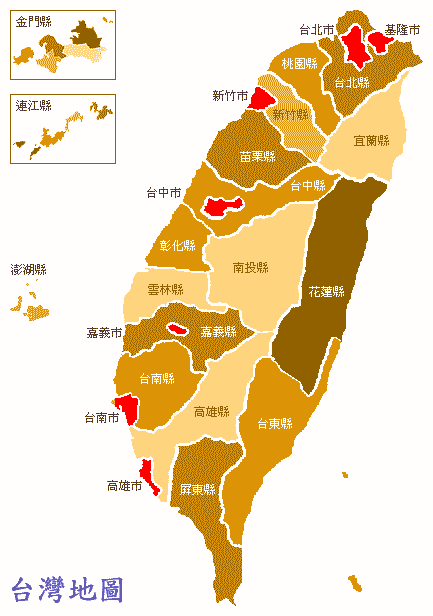 金門縣
連江縣
台北市
基隆市
桃園縣
台北縣
新竹市
新竹縣
宜蘭縣
苗栗縣
台中市
台中縣
彰化縣
南投縣
花蓮縣
澎湖縣
雲林縣
嘉義市
嘉義縣
台南縣
台南市
高雄縣
台東縣
高雄市
屏東縣
台灣地圖